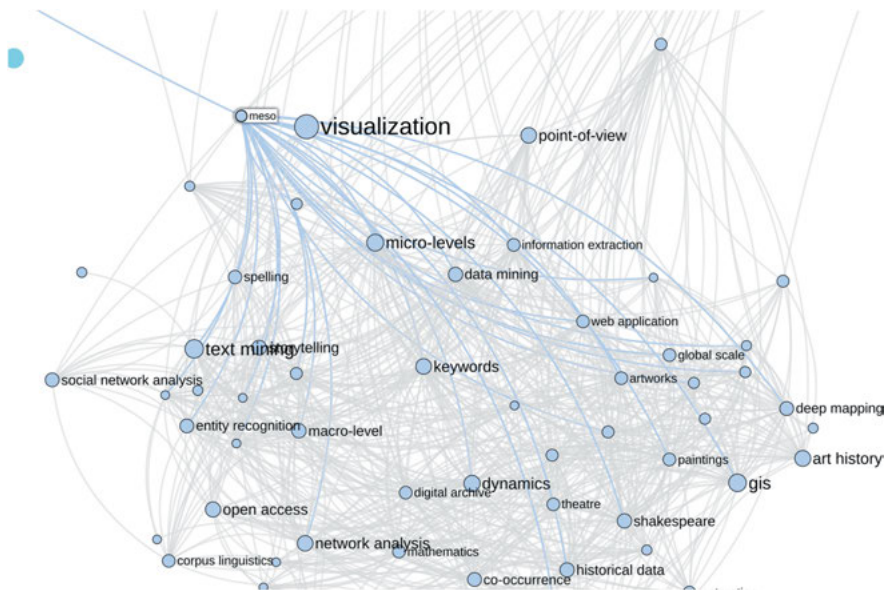 meso
visualization
point-of-view
micro-levels
information extraction
data mining
spelling
web application
text mining
storytelling
global scale
keywords
artworks
social network analysis
deep mapping
entity recognition
macro-level
art history
paintings
gis
dynamics
digital archive
theatre
open access
shakespeare
network analysis
mathematics
corpus linguistics
historical data
co-occurrence